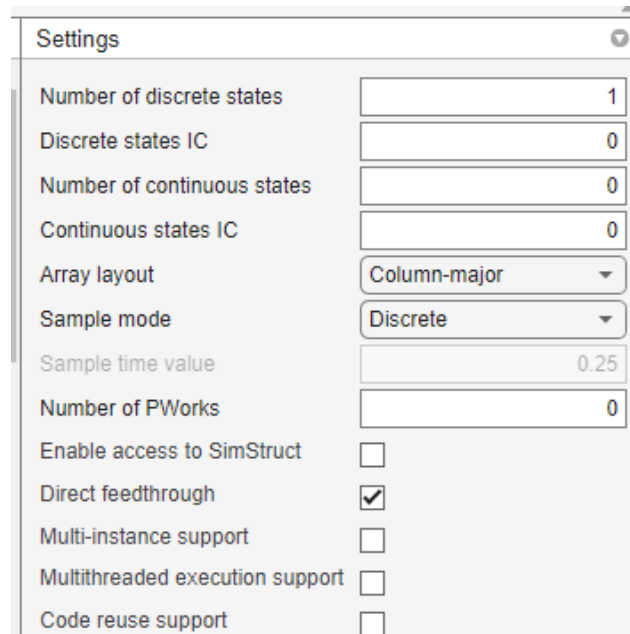 Settings
Number of discrete states 1
Discrete states IC 0
Number of continuous states 0
Continuous states IC 0
Array layout Column-major
Sample mode Discrete
Sample time value 0.25
Number of PWorks 0
Enable access to SimStruct
Direct feedthrough
Multi-instance support
Multithreaded execution support
Code reuse support